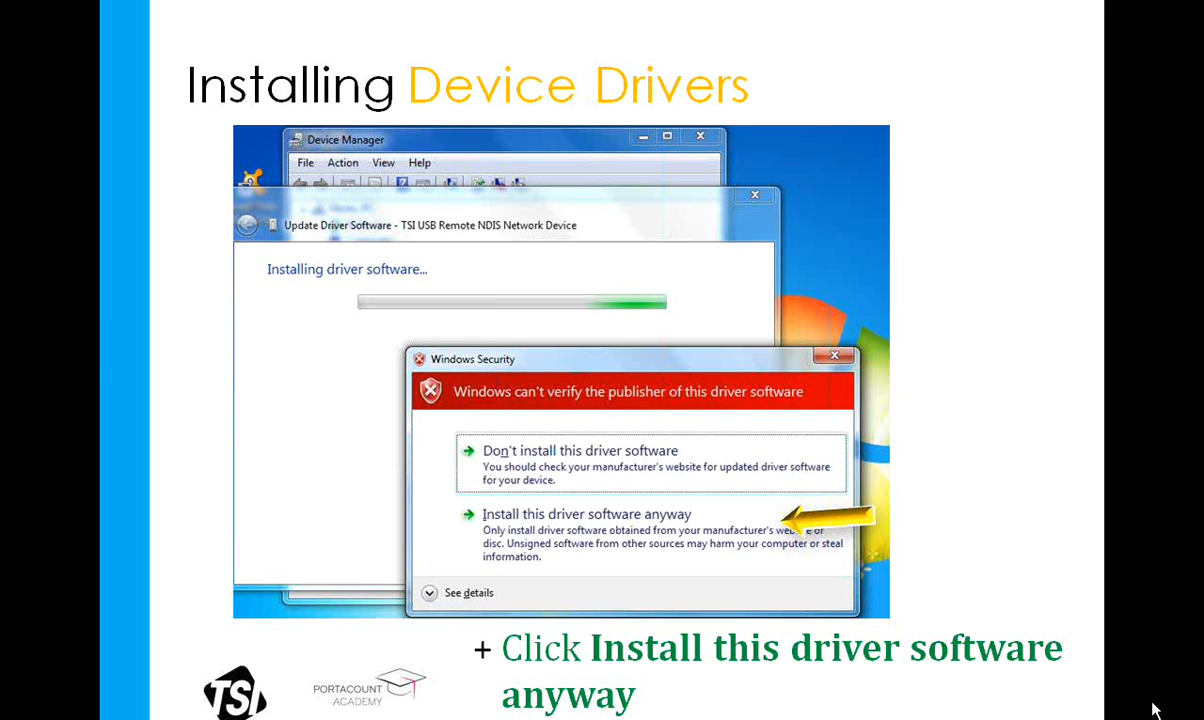 Installing Device Drivers
Device Manager
File Action View Help
Update Driver Software - TSI USB Remote NDIS Network Device
Installing driver software...
Windows Security
Windows can't verify the publisher of this driver software
Don't install this driver software
You should check your manufacturer's website for updated driver software
for your device.
Install this driver software anyway
Only install driver software obtained from your manufacturer's or
disc. Unsigned software from other sources may harm your computer or steal
information.
See details
+ Click Install this driver software
anyway
TSI
PORTACOUNT
ACADEMY